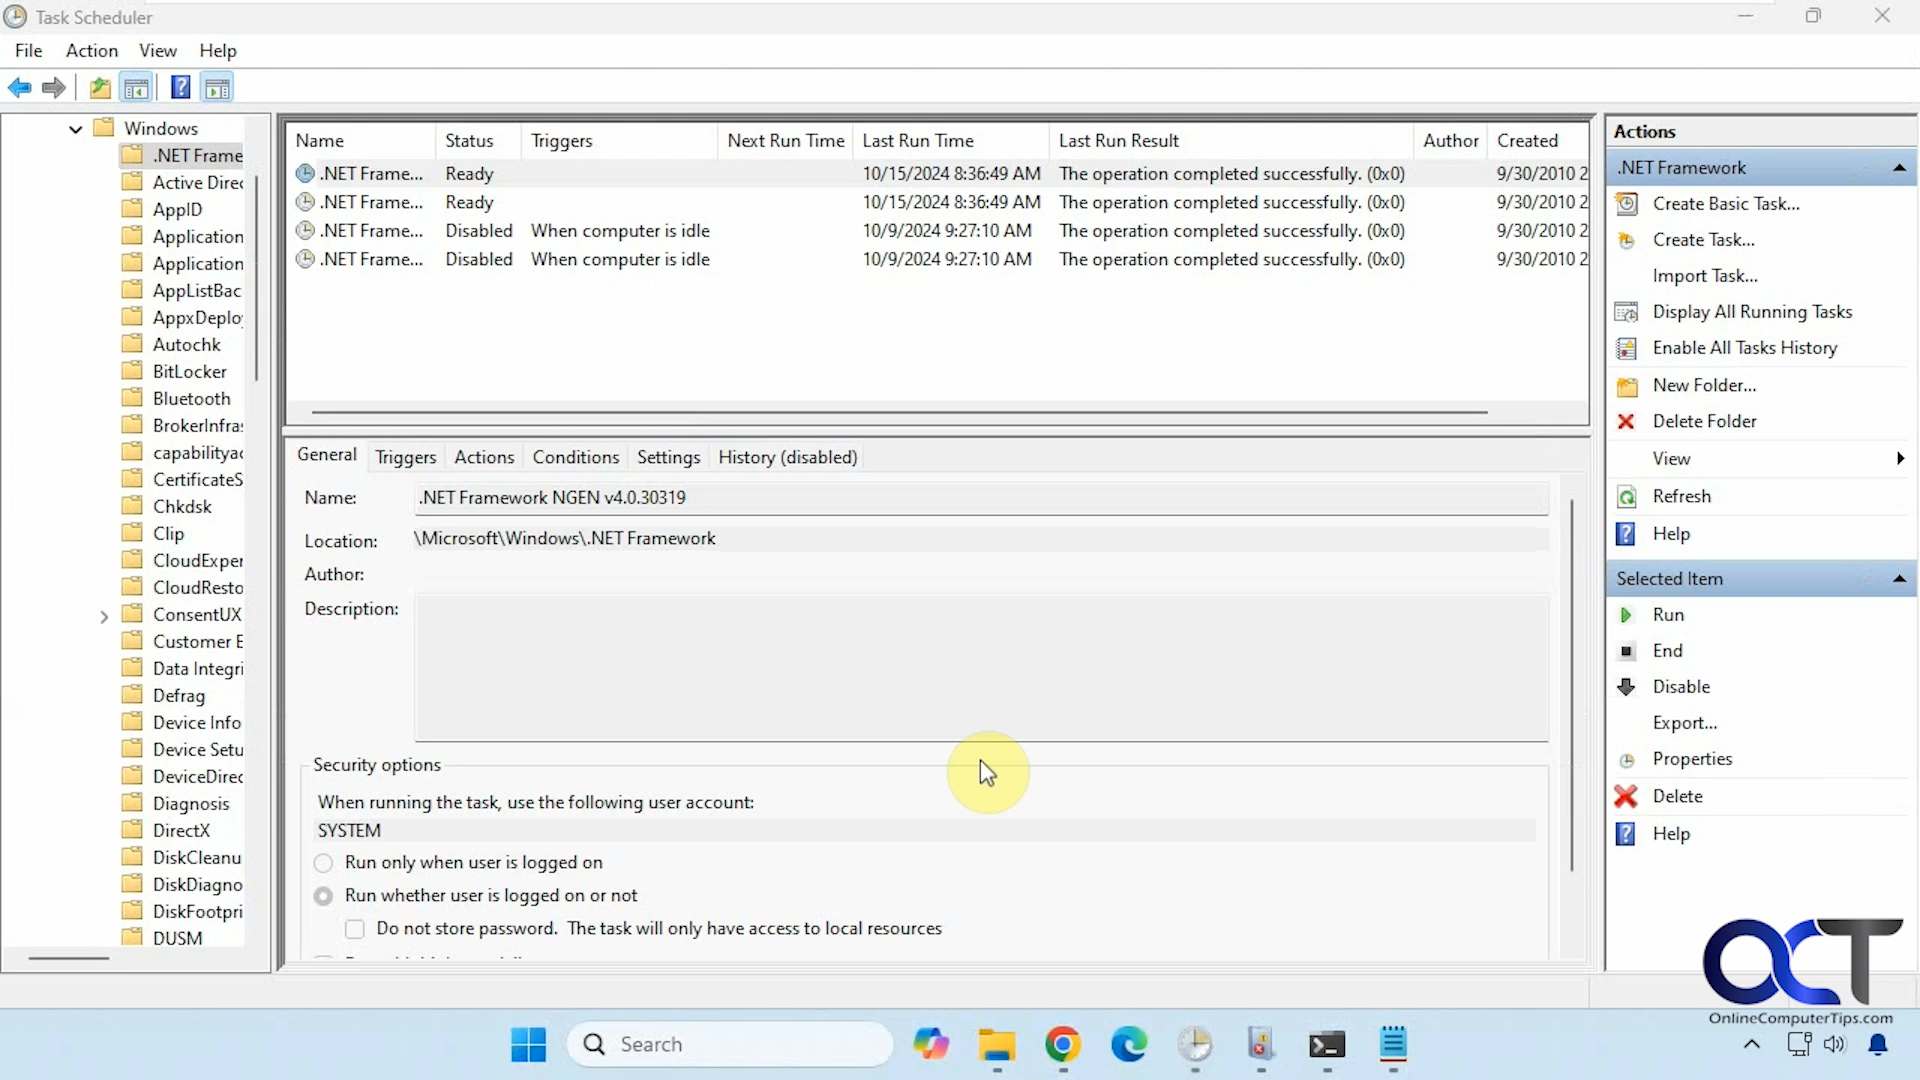 Task Scheduler
File Action View Help
Windows
.NET Frame
Active Direc
AppID
Application
Application
AppListBac
AppxDeplo
Autochk
BitLocker
Bluetooth
BrokerInfra
capabilitya
CertificateS
Chkdsk
Clip
CloudExper
CloudResto
ConsentUX
Customer E
Data Integri
Defrag
Device Info
Device Setu
DeviceDirec
Diagnosis
DirectX
DiskCleanu
DiskDiagno
DiskFootpri
DUSM
Name Status Triggers Next Run Time Last Run Time Last Run Result Author Created
.NET Frame... Ready 10/15/2024 8:36:49 AM The operation completed successfully. (0x0) 9/30/2010 2
.NET Frame... Ready 10/15/2024 8:36:49 AM The operation completed successfully. (0x0) 9/30/2010 2
.NET Frame... Disabled When computer is idle 10/9/2024 9:27:10 AM The operation completed successfully. (0x0) 9/30/2010 2
.NET Frame... Disabled When computer is idle 10/9/2024 9:27:10 AM The operation completed successfully. (0x0) 9/30/2010 2
General Triggers Actions Conditions Settings History (disabled)
Name: .NET Framework NGEN v4.0.30319
Location: \Microsoft\Windows\.NET Framework
Author:
Description:
Security options
When running the task, use the following user account:
SYSTEM
Run only when user is logged on
Run whether user is logged on or not
Do not store password. The task will only have access to local resources
Actions
.NET Framework
Create Basic Task...
Create Task...
Import Task...
Display All Running Tasks
Enable All Tasks History
New Folder...
Delete Folder
View
Refresh
Help
Selected Item
Run
End
Disable
Export...
Properties
Delete
Help
OCT
OnlineComputerTips.com
Search